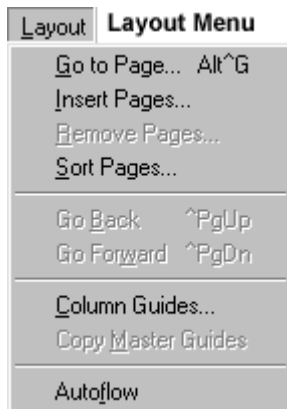 Layout Layout Menu
Go to Page... Alt^G
Insert Pages...
Remove Pages...
Sort Pages...
Go Back ^PgUp
Go Forward ^PgDn
Column Guides...
Copy Master Guides
Autoflow